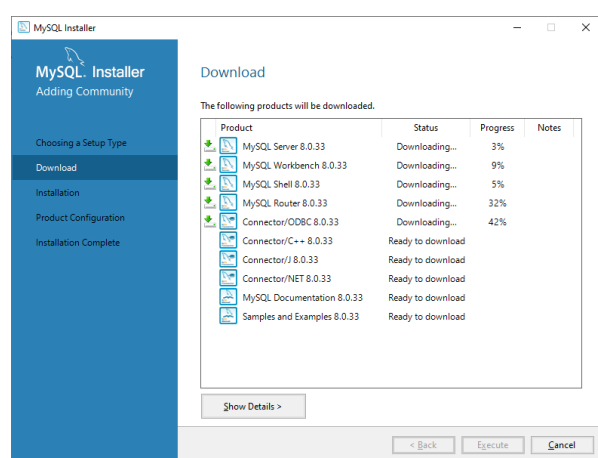 MySQL Installer
MySQL. Installer
Adding Community
Choosing a Setup Type
Download
Installation
Product Configuration
Installation Complete
Download
The following products will be downloaded.
Product Status Progress Notes
MySQL Server 8.0.33 Downloading... 3%
MySQL Workbench 8.0.33 Downloading... 9%
MySQL Shell 8.0.33 Downloading... 5%
MySQL Router 8.0.33 Downloading... 32%
Connector/ODBC 8.0.33 Downloading... 42%
Connector/C++ 8.0.33 Ready to download
Connector/J 8.0.33 Ready to download
Connector/NET 8.0.33 Ready to download
MySQL Documentation 8.0.33 Ready to download
Samples and Examples 8.0.33 Ready to download
Show Details >
< Back Execute Cancel